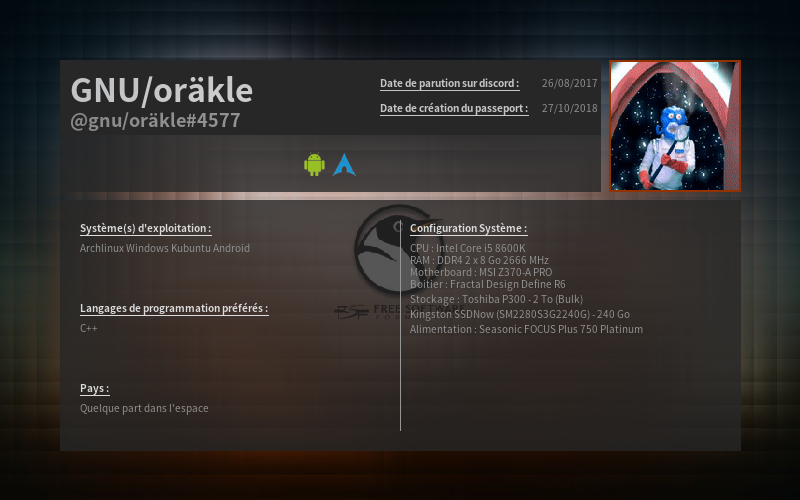 GNU/oräkle
@gnu/oräkle#4577
Date de parution sur discord : 26/08/2017
Date de création du passeport : 27/10/2018
Système(s) d'exploitation :
Archlinux Windows Kubuntu Android
Langages de programmation préférés :
C++
Pays :
Quelque part dans l'espace
Configuration Système :
CPU : Intel Core i5 8600K
RAM : DDR4 2 x 8 Go 2666 MHz
Motherboard : MSI Z370-A PRO
Boitier : Fractal Design Define R6
Stockage : Toshiba P300 - 2 To (Bulk)
Kingston SSDNow (SM2280S3G2240G) - 240 Go
Alimentation : Seasonic FOCUS Plus 750 Platinum
FREE SOFTWARE